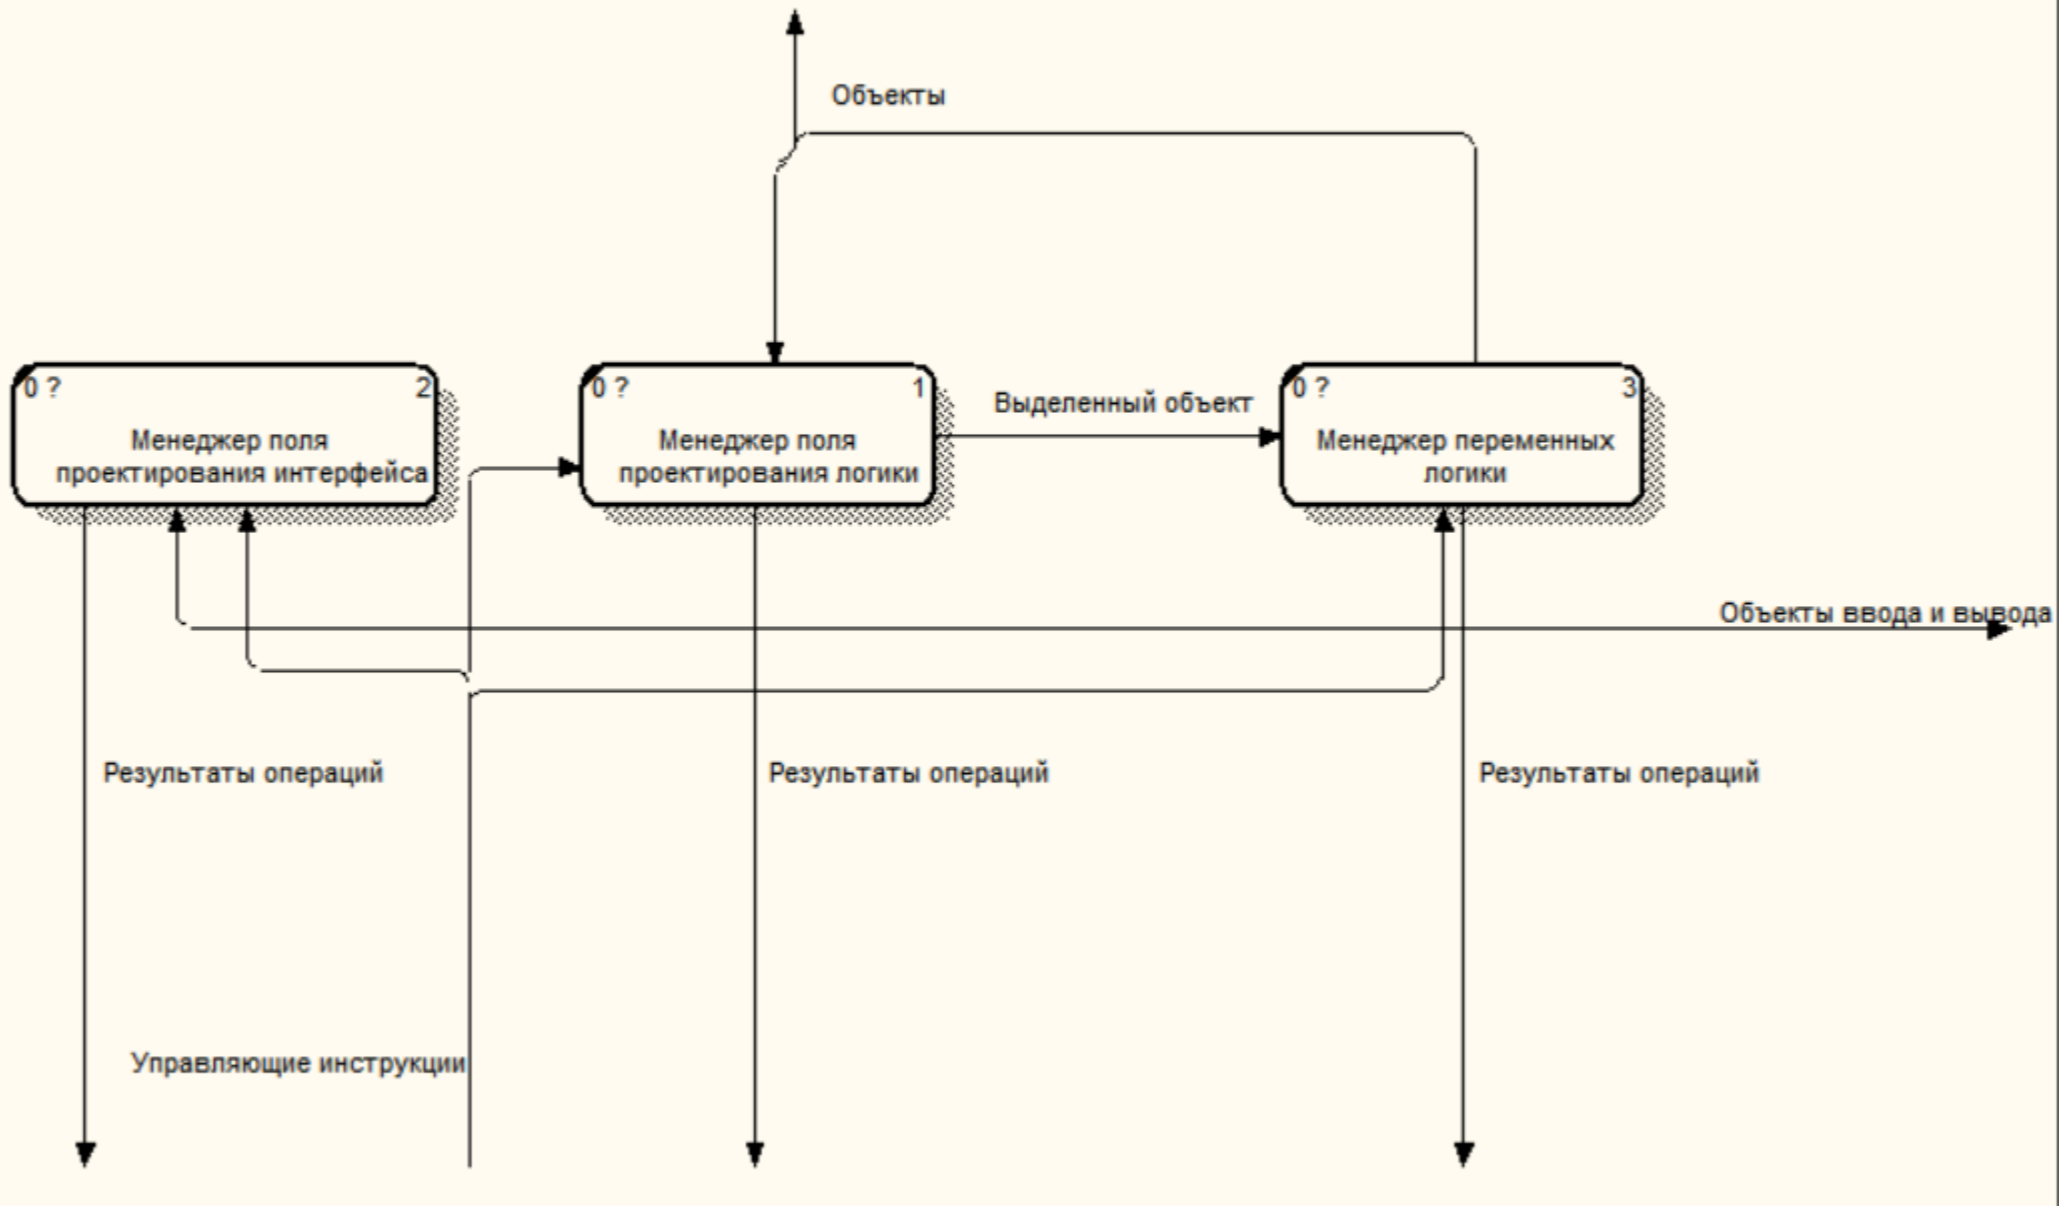 Объекты
0 ? 2
Менеджер поля
проектирования интерфейса
0 ? 1
Менеджер поля
проектирования логики
Выделенный объект
0 ? 3
Менеджер переменных
логики
Объекты ввода и вывода
Результаты операций
Результаты операций
Результаты операций
Управляющие инструкции